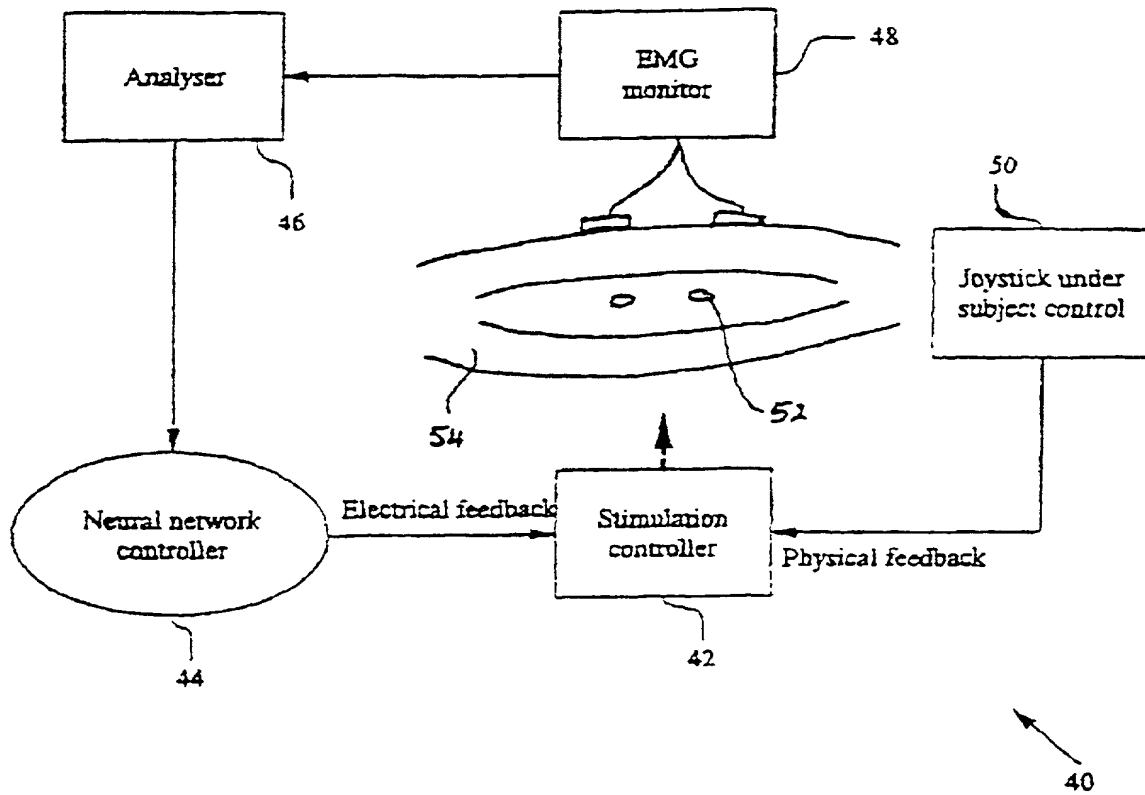 48
Analyser
EMG
monitor
50
46
Joystick under
subject control
54
52
Neural network
controller
Electrical feedback
Stimulation
controller
Physical feedback
44
42
40